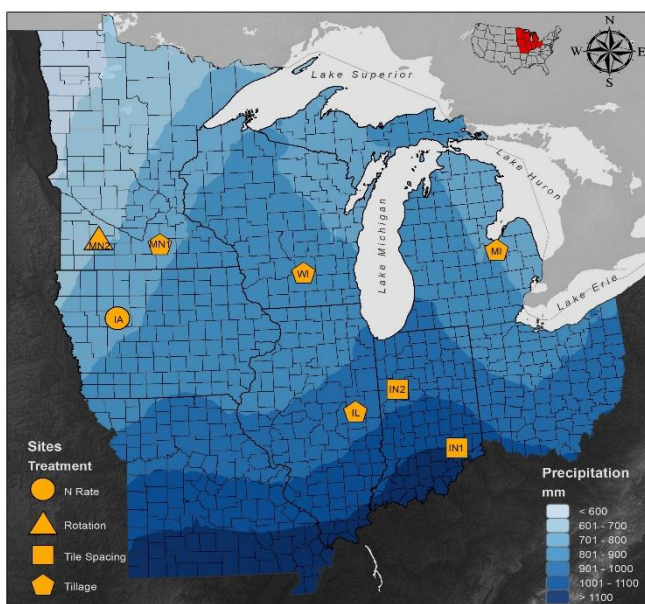 N
W
E
S
Lake Superior
Lake Huron
Lake Michigan
Lake Erie
MN2
MN1
MI
WI
IA
IN2
IL
IN1
Sites
Treatment
N Rate
Rotation
Tile Spacing
Tillage
Precipitation
mm
< 600
601 - 700
701 - 800
801 - 900
901 - 1000
1001 - 1100
> 1100